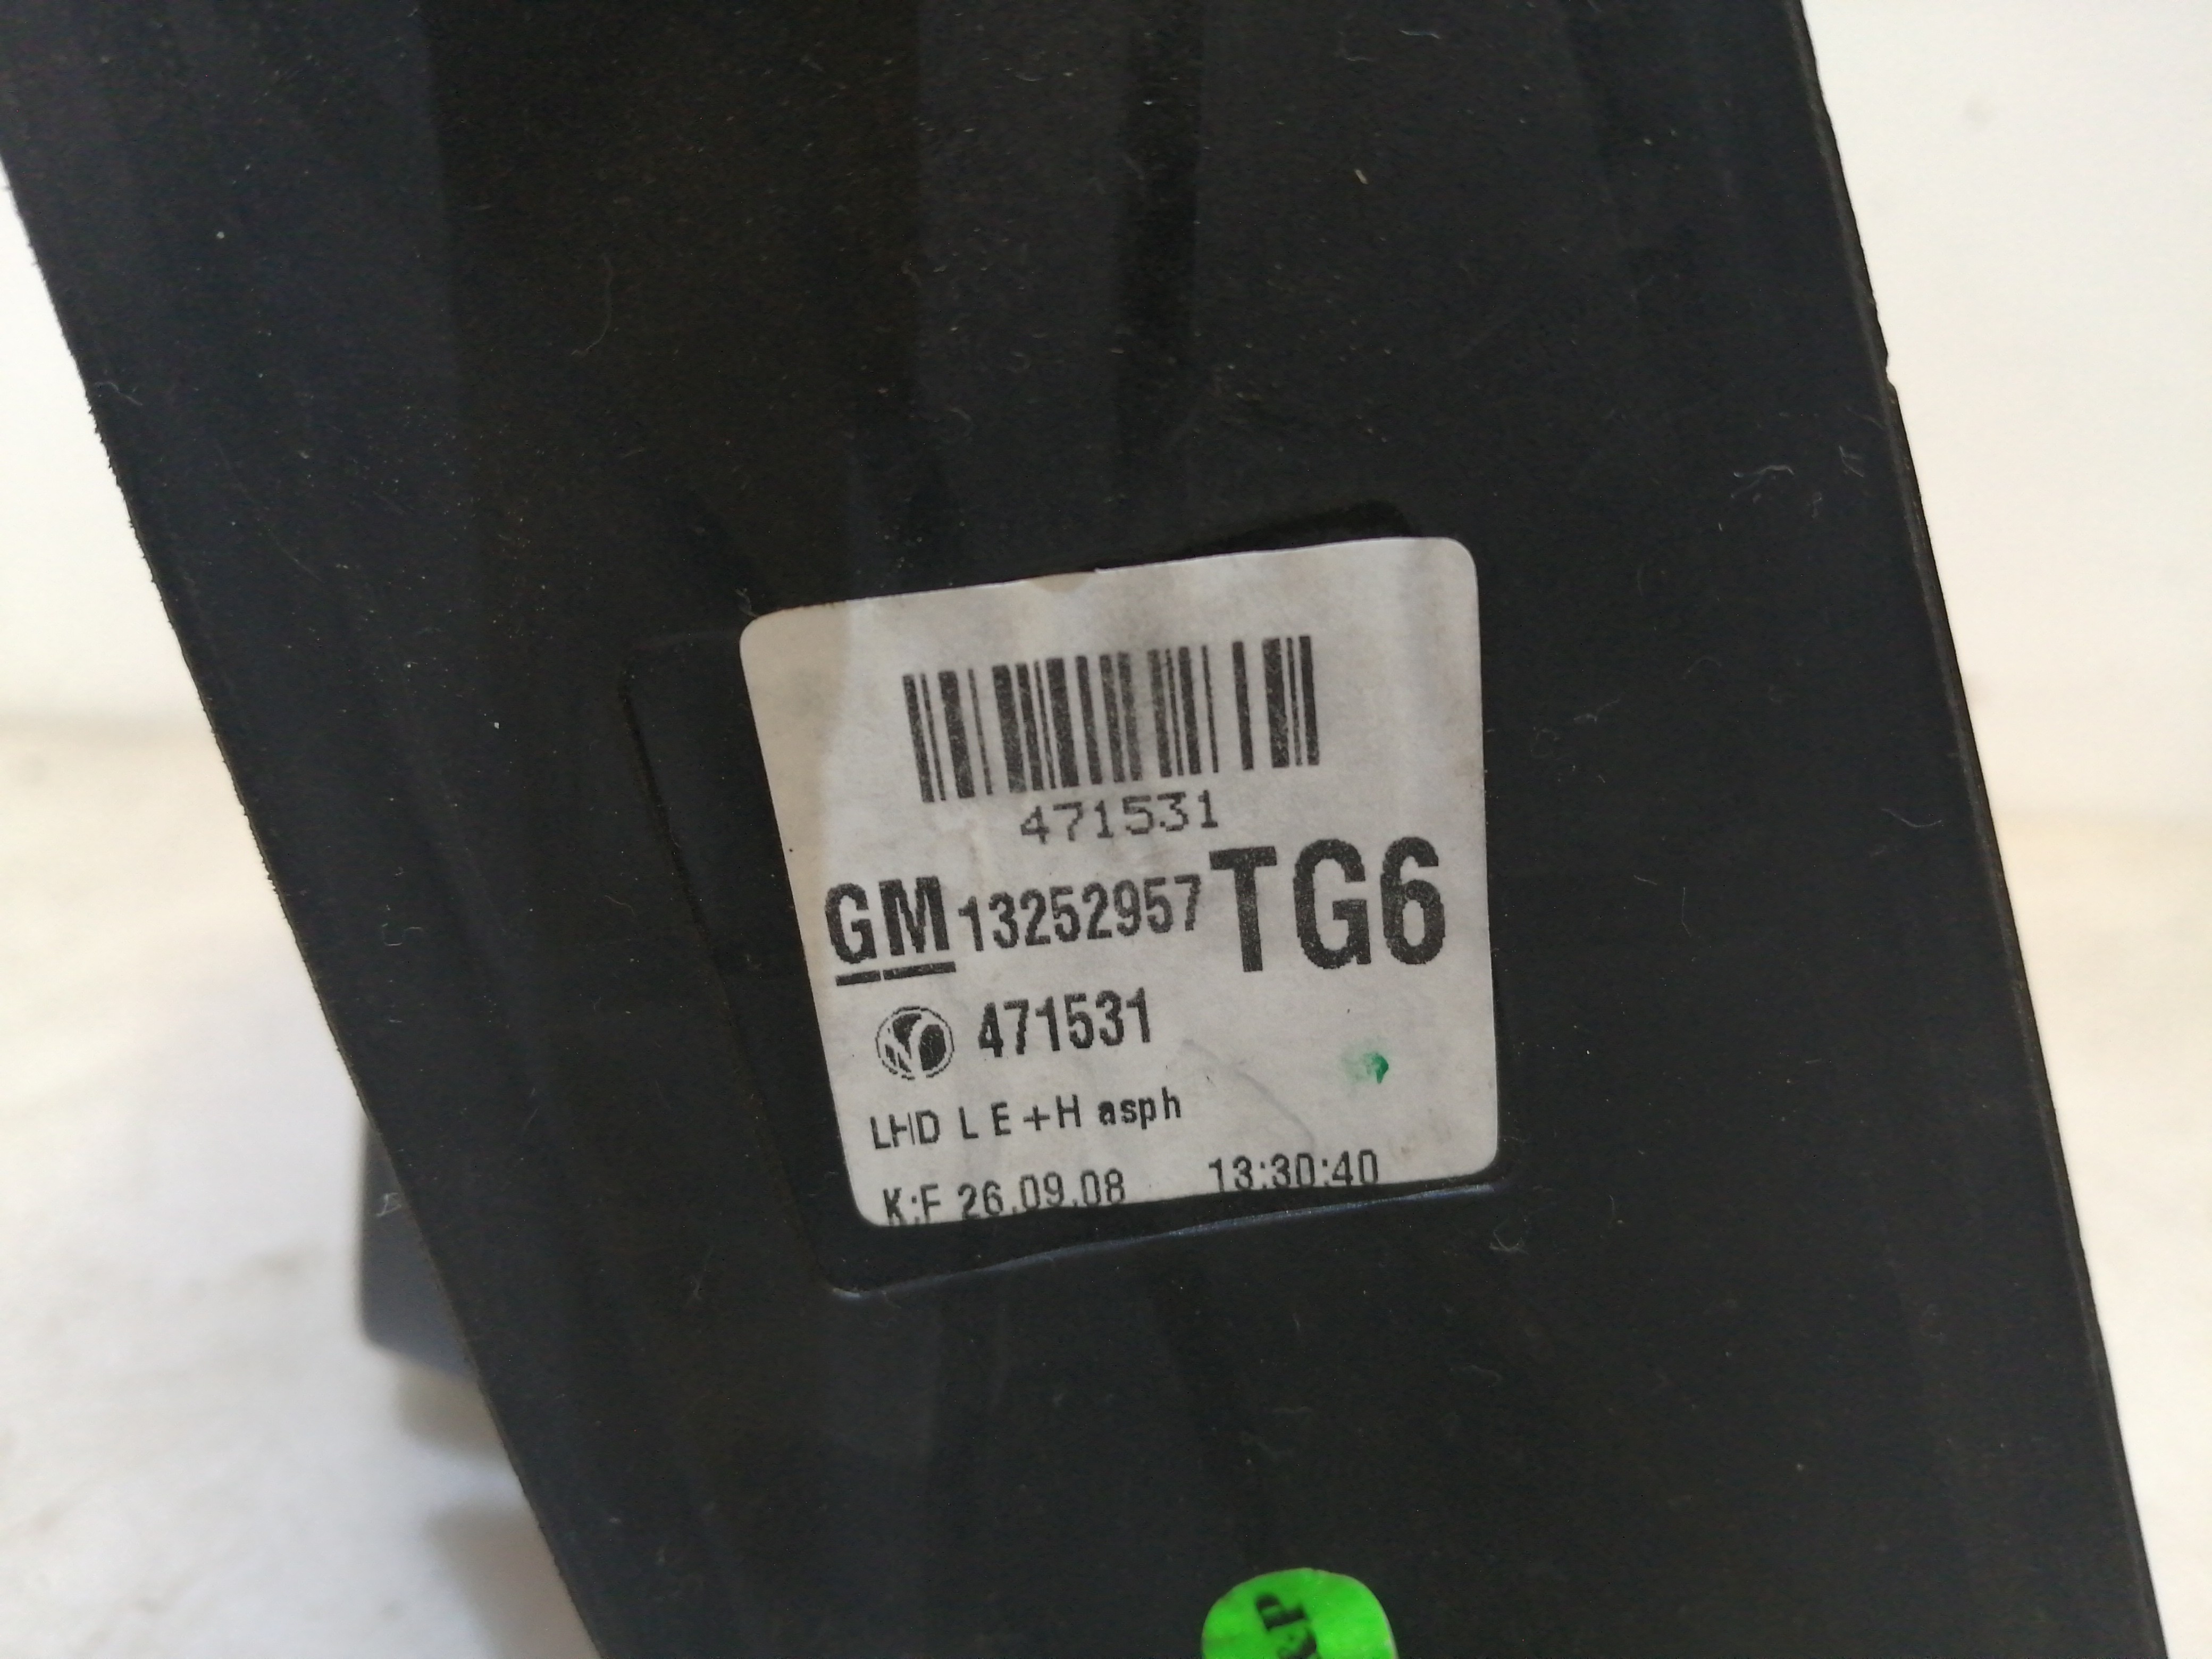 471531
GM 13252957 TG6
471531
LHD L E+H asph
K:F 26.09.08 13:30:40